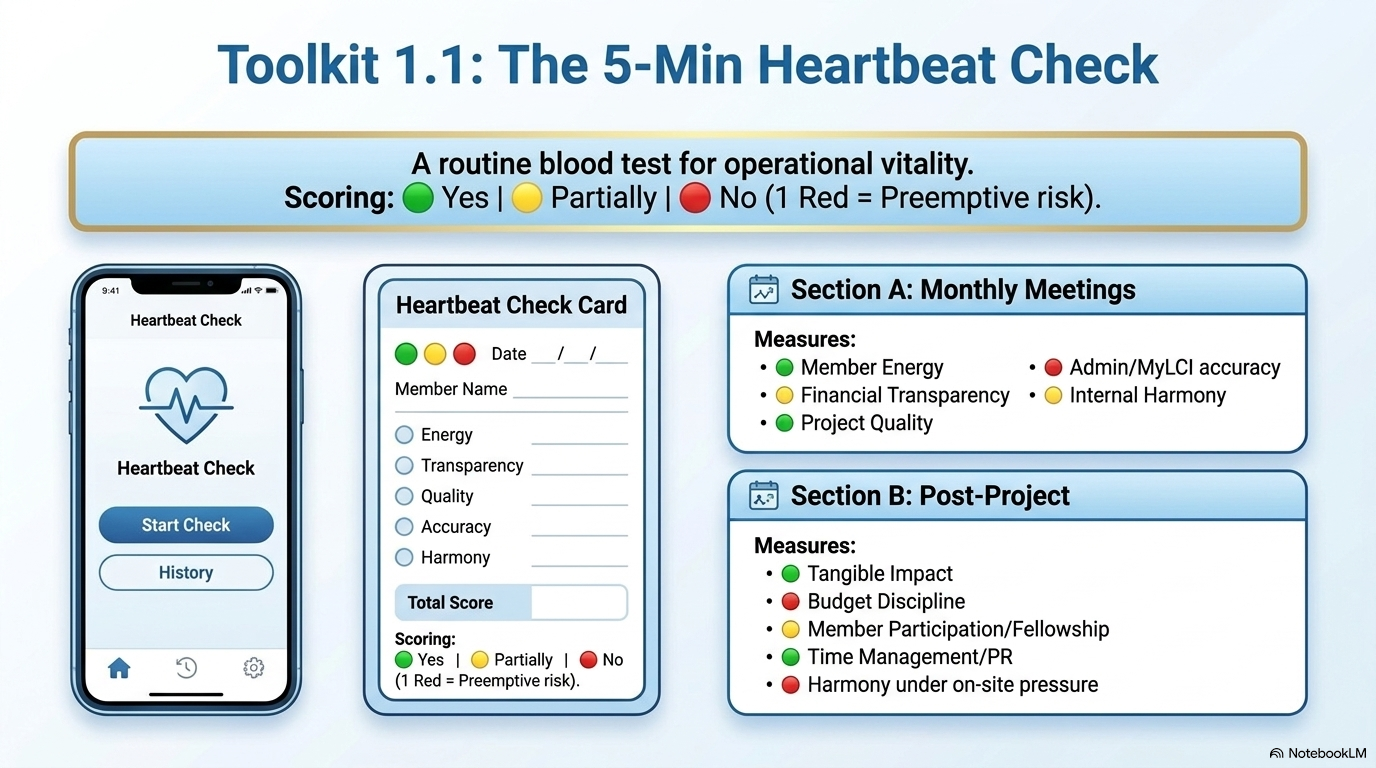 Toolkit 1.1: The 5-Min Heartbeat Check
A routine blood test for operational vitality.
Scoring: Yes | Partially | No (1 Red = Preemptive risk).
9:41
Heartbeat Check
Heartbeat Check
Start Check
History
Heartbeat Check Card
Date __/__/__
Member Name
Energy
Transparency
Quality
Accuracy
Harmony
Total Score
Scoring:
Yes | Partially | No
(1 Red = Preemptive risk).
Section A: Monthly Meetings
Measures:
• Member Energy
• Financial Transparency
• Project Quality
• Admin/MyLCI accuracy
• Internal Harmony
Section B: Post-Project
Measures:
• Tangible Impact
• Budget Discipline
• Member Participation/Fellowship
• Time Management/PR
• Harmony under on-site pressure
NotebookLM